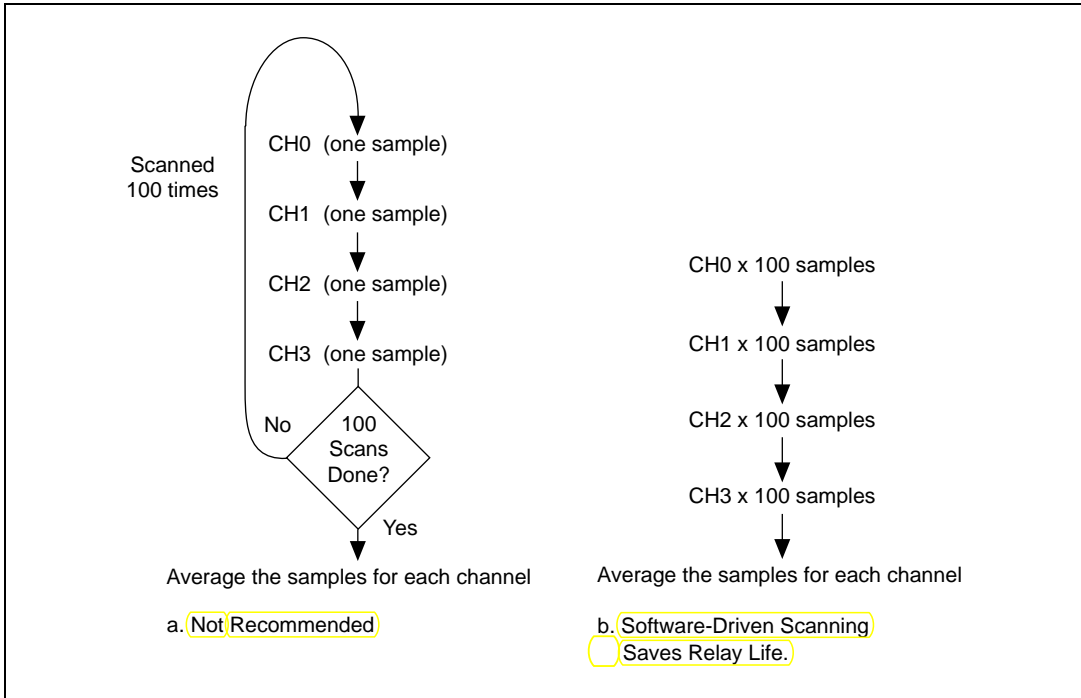 Scanned
100 times
CH0 (one sample)
CH1 (one sample)
CH2 (one sample)
CH3 (one sample)
No
100
Scans
Done?
Yes
Average the samples for each channel
a. Not Recommended
CH0 x 100 samples
CH1 x 100 samples
CH2 x 100 samples
CH3 x 100 samples
Average the samples for each channel
b. Software-Driven Scanning
Saves Relay Life.